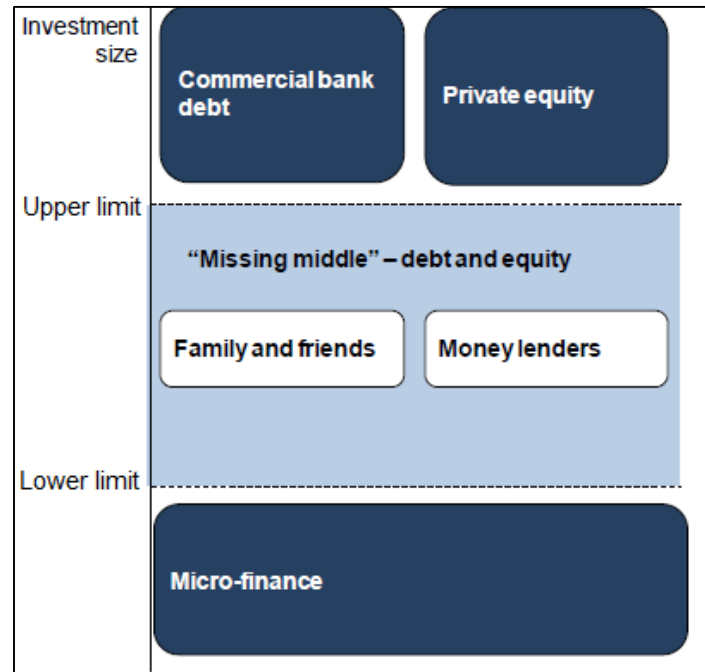 Investment
size
Commercial bank
debt
Private equity
Upper limit
“Missing middle” – debt and equity
Family and friends
Money lenders
Lower limit
Micro-finance